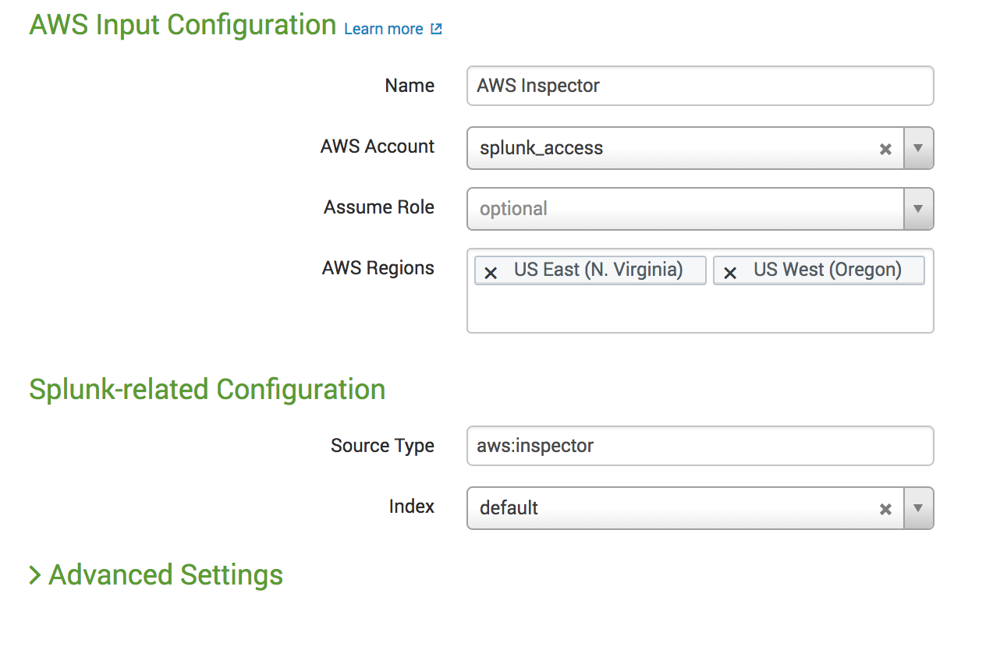 AWS Input Configuration Learn more
Name AWS Inspector
AWS Account splunk_access
Assume Role optional
AWS Regions US East (N. Virginia) US West (Oregon)
Splunk-related Configuration
Source Type aws:inspector
Index default
Advanced Settings